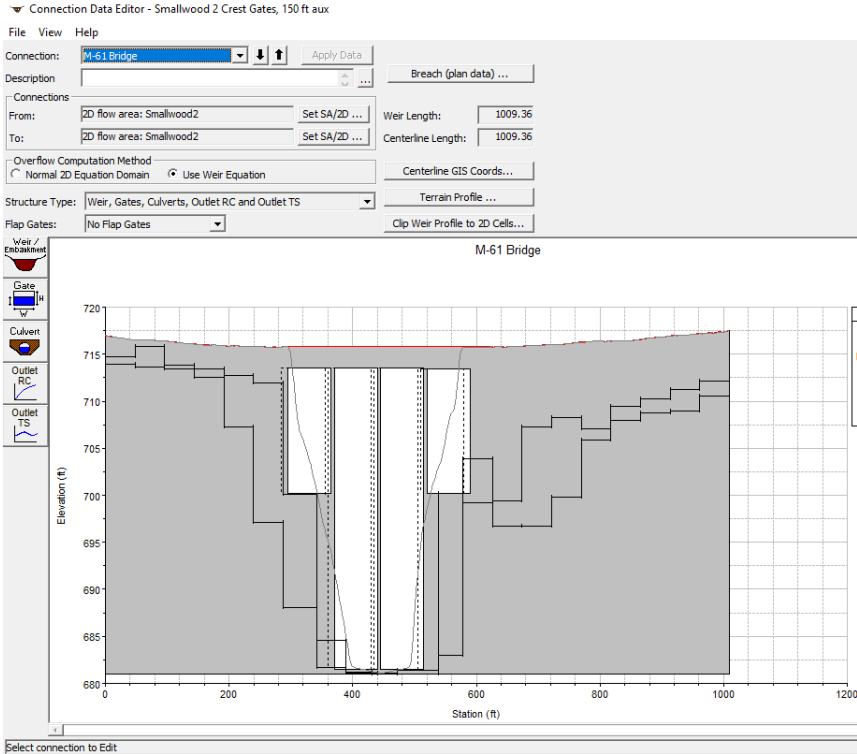 Connection Data Editor - Smallwood 2 Crest Gates, 150 ft aux
File View Help
Connection: M-61 Bridge Apply Data
Description ... Breach (plan data) ...
Connections
From: 2D flow area: Smallwood2 Set SA/2D ... Weir Length: 1009.36
To: 2D flow area: Smallwood2 Set SA/2D ... Centerline Length: 1009.36
Overflow Computation Method
Normal 2D Equation Domain Use Weir Equation Centerline GIS Coords...
Structure Type: Weir, Gates, Culverts, Outlet RC and Outlet TS Terrain Profile ...
Flap Gates: No Flap Gates Clip Weir Profile to 2D Cells...
Weir /
Embankment
M-61 Bridge
Gate
H
W
Culvert
Outlet
RC
Outlet
TS
720
715
710
705
700
695
690
685
680
Elevation (ft)
0 200 400 600 800 1000 1200
Station (ft)
Select connection to Edit